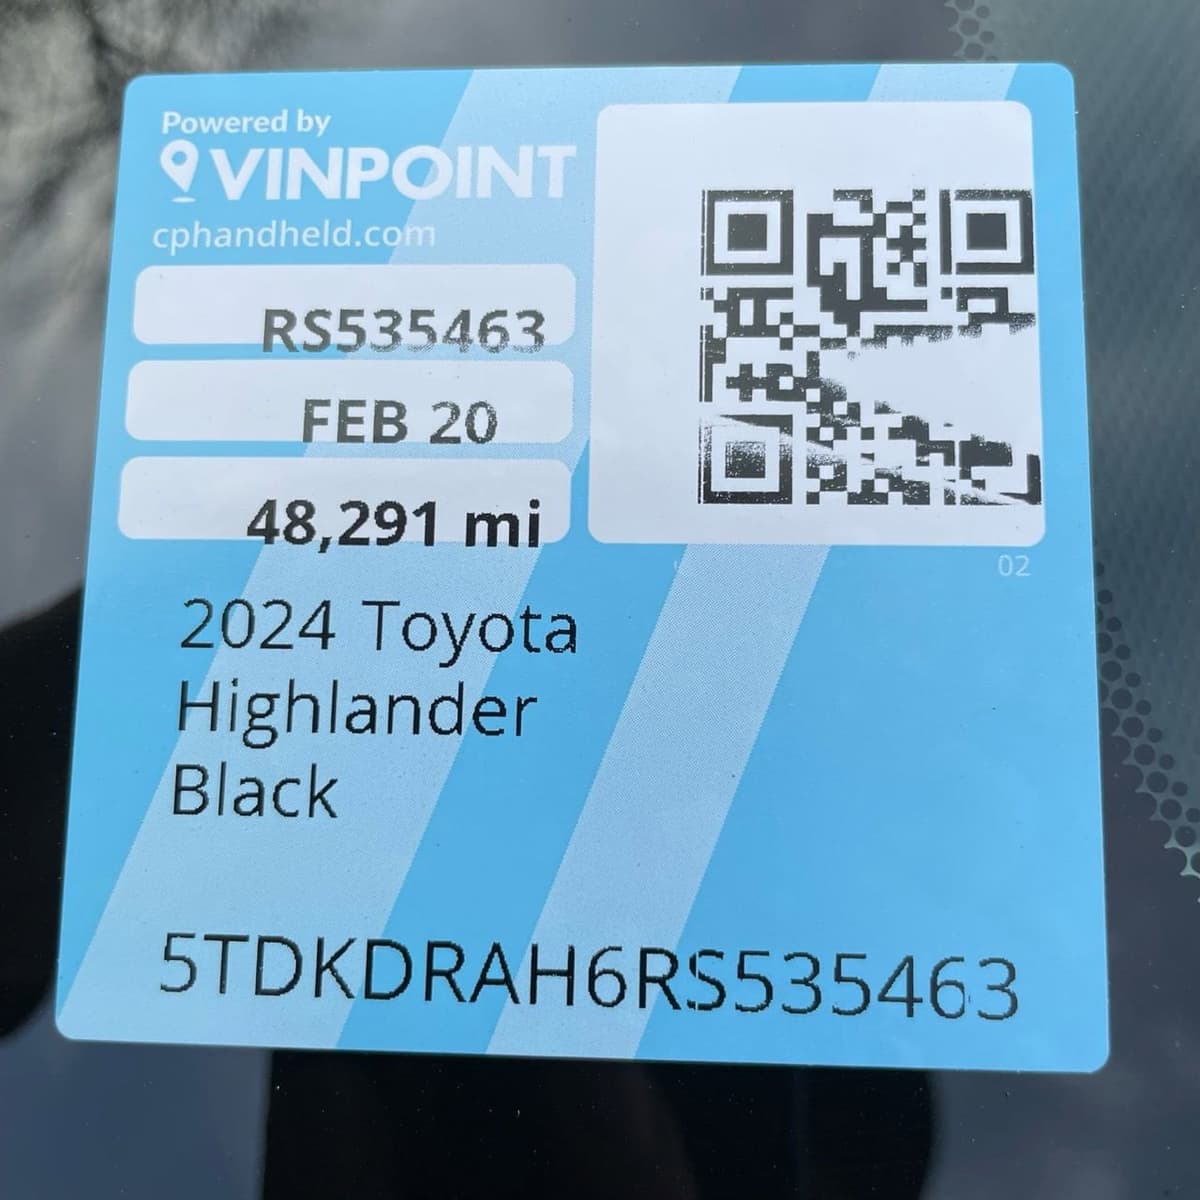 Powered by
VINPOINT
cphandheld.com
RS535463
FEB 20
48,291 mi
02
2024 Toyota
Highlander
Black
5TDKDRAH6RS535463